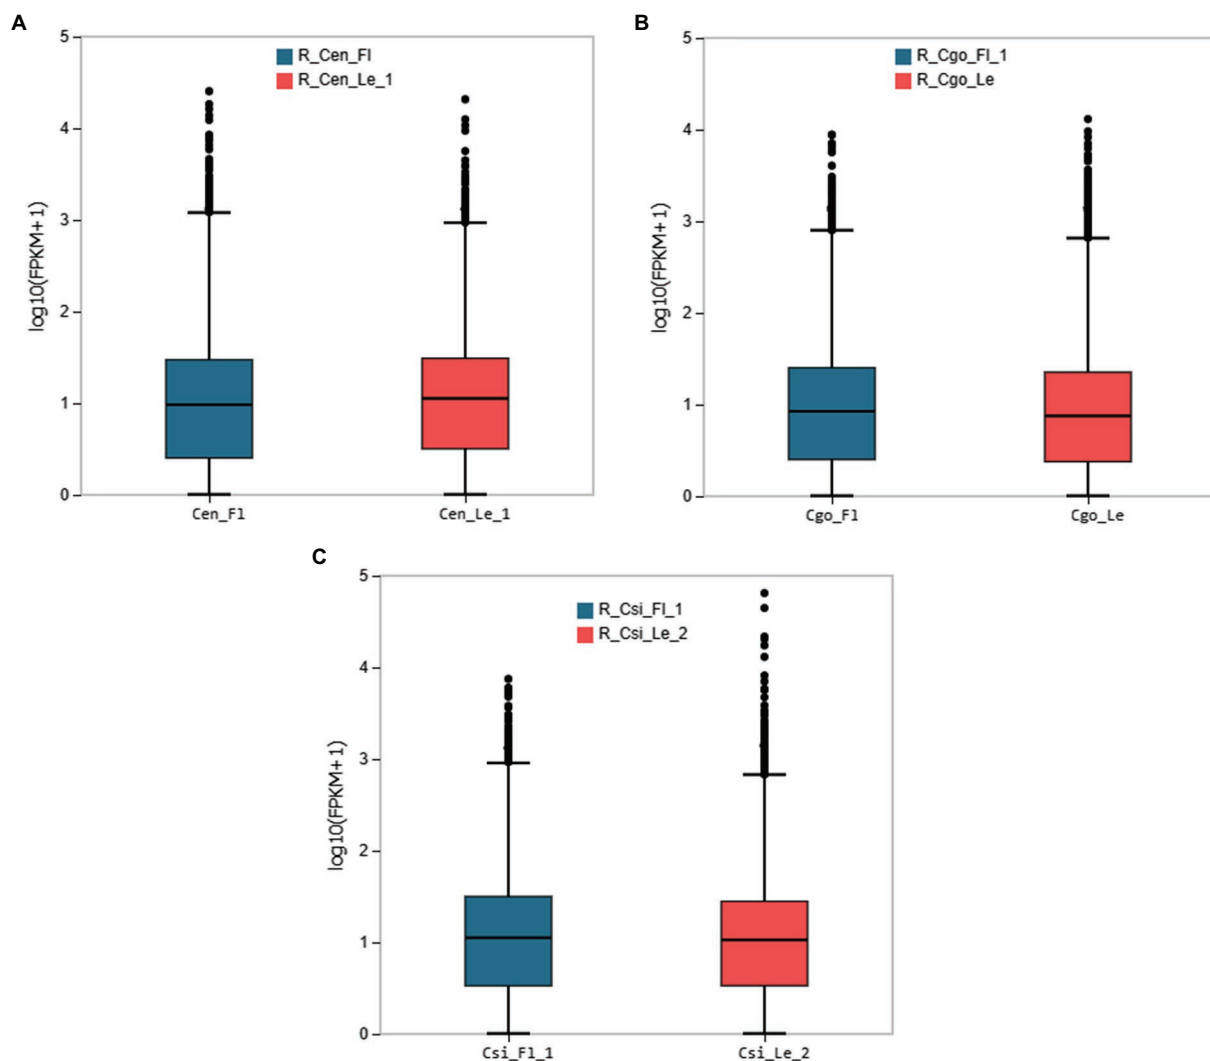 A
B
5
4
3
2
1
0
log10(FPKM+1)
R_Cen_Fl
R_Cen_Le_1
Cen_Fl
Cen_Le_1
5
4
3
2
1
0
log10(FPKM+1)
R_Cgo_Fl_1
R_Cgo_Le
Cgo_Fl
Cgo_Le
C
5
4
3
2
1
0
log10(FPKM+1)
R_Csi_Fl_1
R_Csi_Le_2
Csi_Fl_1
Csi_Le_2